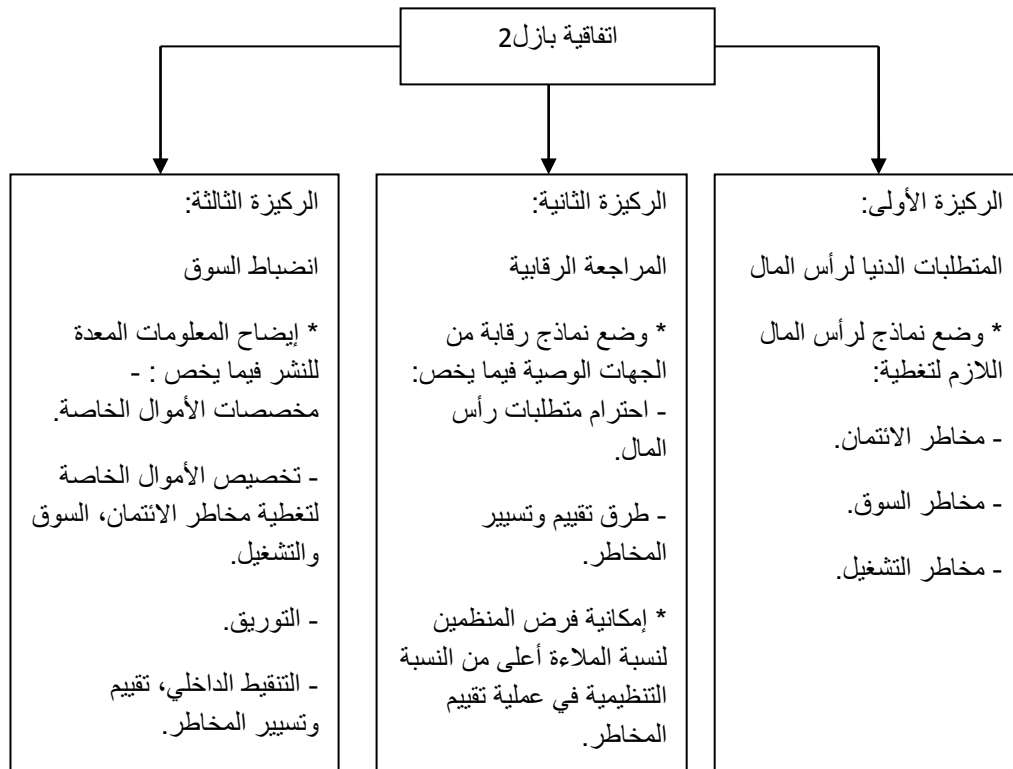 اتفاقية بازل2
الركيزة الأولى:
المتطلبات الدنيا لرأس المال
* وضع نماذج لرأس المال
اللازم لتغطية:
- مخاطر الائتمان.
- مخاطر السوق.
- مخاطر التشغيل.
الركيزة الثانية:
المراجعة الرقابية
* وضع نماذج رقابة من
الجهات الوصية فيما يخص:
- احترام متطلبات رأس
المال.
- طرق تقييم وتسيير
المخاطر.
* إمكانية فرض المنظمين
لنسبة الملاءة أعلى من النسبة
التنظيمية في عملية تقييم
المخاطر.
الركيزة الثالثة:
انضباط السوق
* إيضاح المعلومات المعدة
للنشر فيما يخص : -
مخصصات الأموال الخاصة.
- تخصيص الأموال الخاصة
لتغطية مخاطر الائتمان، السوق
والتشغيل.
- التوريق.
- التنقيط الداخلي، تقييم
وتسيير المخاطر.